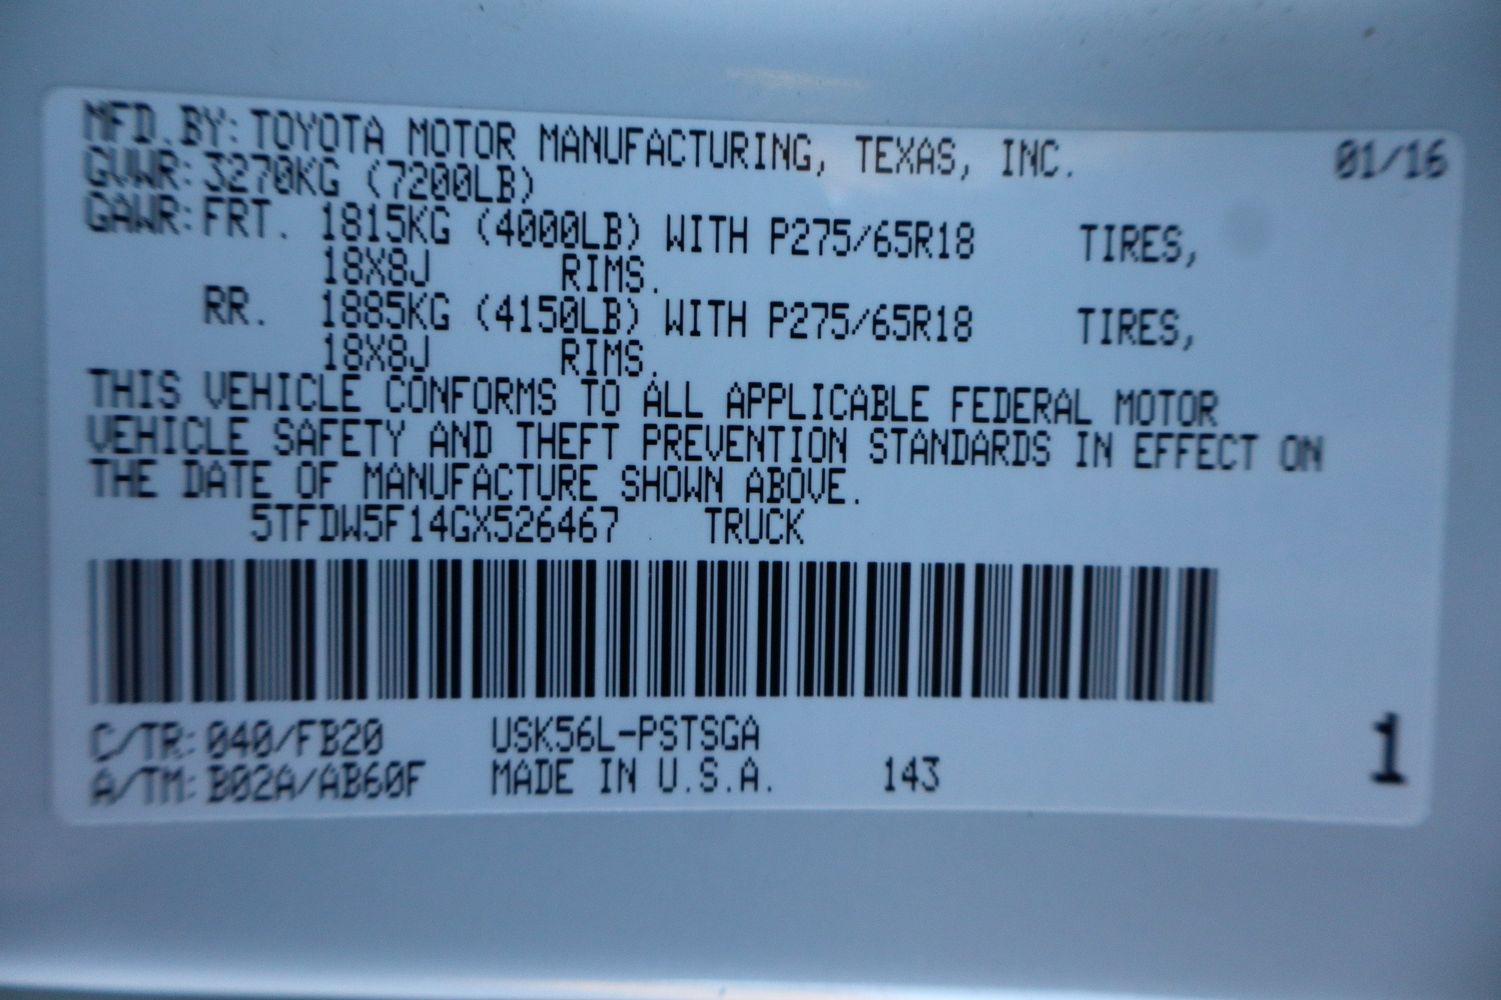 MFD.BY: TOYOTA MOTOR MANUFACTURING, TEXAS, INC. 01/16
GVWR: 3270KG (7200LB)
GAWR: FRT. 1815KG (4000LB) WITH P275/65R18 TIRES,
18X8J RIMS.
RR. 1885KG (4150LB) WITH P275/65R18 TIRES,
18X8J RIMS.
THIS VEHICLE CONFORMS TO ALL APPLICABLE FEDERAL MOTOR
VEHICLE SAFETY AND THEFT PREVENTION STANDARDS IN EFFECT ON
THE DATE OF MANUFACTURE SHOWN ABOVE.
5TFDW5F14GX526467 TRUCK
C/TR: 040/FB20 USK56L-PSTSGA
A/TM: B02A/AB60F MADE IN U.S.A. 143 1